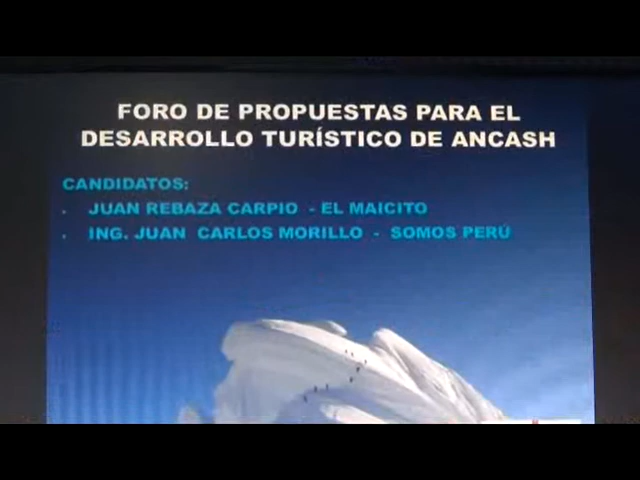 FORO DE PROPUESTAS PARA EL
DESARROLLO TURÍSTICO DE ANCASH
CANDIDATOS:
. JUAN REBAZA CARPIO - EL MAICITO
. ING. JUAN CARLOS MORILLO - SOMOS PERÚ